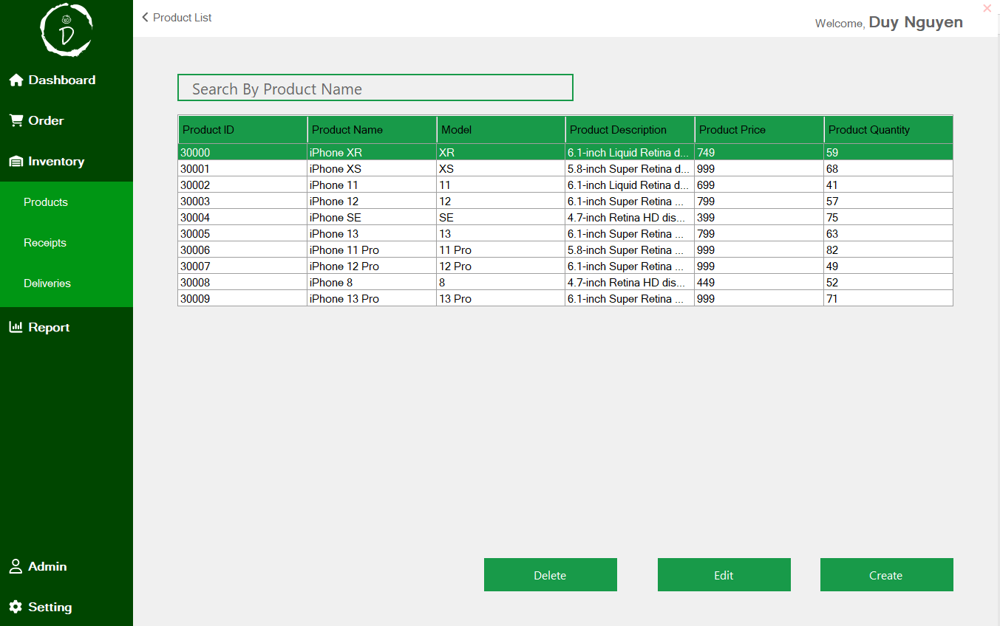 D
Product List
Welcome, Duy Nguyen
Dashboard
Order
Inventory
Products
Receipts
Deliveries
Report
Admin
Setting
Search By Product Name
Product ID Product Name Model Product Description Product Price Product Quantity
30000 iPhone XR XR 6.1-inch Liquid Retina d... 749 59
30001 iPhone XS XS 5.8-inch Super Retina d... 999 68
30002 iPhone 11 11 6.1-inch Liquid Retina d... 699 41
30003 iPhone 12 12 6.1-inch Super Retina ... 799 57
30004 iPhone SE SE 4.7-inch Retina HD dis... 399 75
30005 iPhone 13 13 6.1-inch Super Retina ... 799 63
30006 iPhone 11 Pro 11 Pro 5.8-inch Super Retina ... 999 82
30007 iPhone 12 Pro 12 Pro 6.1-inch Super Retina ... 999 49
30008 iPhone 8 8 4.7-inch Retina HD dis... 449 52
30009 iPhone 13 Pro 13 Pro 6.1-inch Super Retina ... 999 71
Delete Edit Create